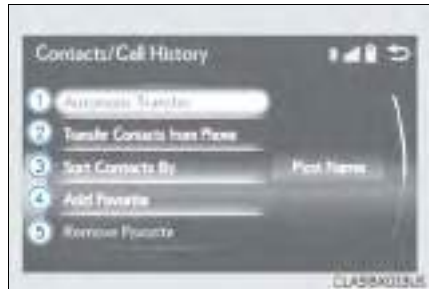 Contacts/Call History
1 Automatic Transfer
2 Transfer Contacts from Phone
3 Sort Contacts By First Name
4 Add Favorite
5 Remove Favorite